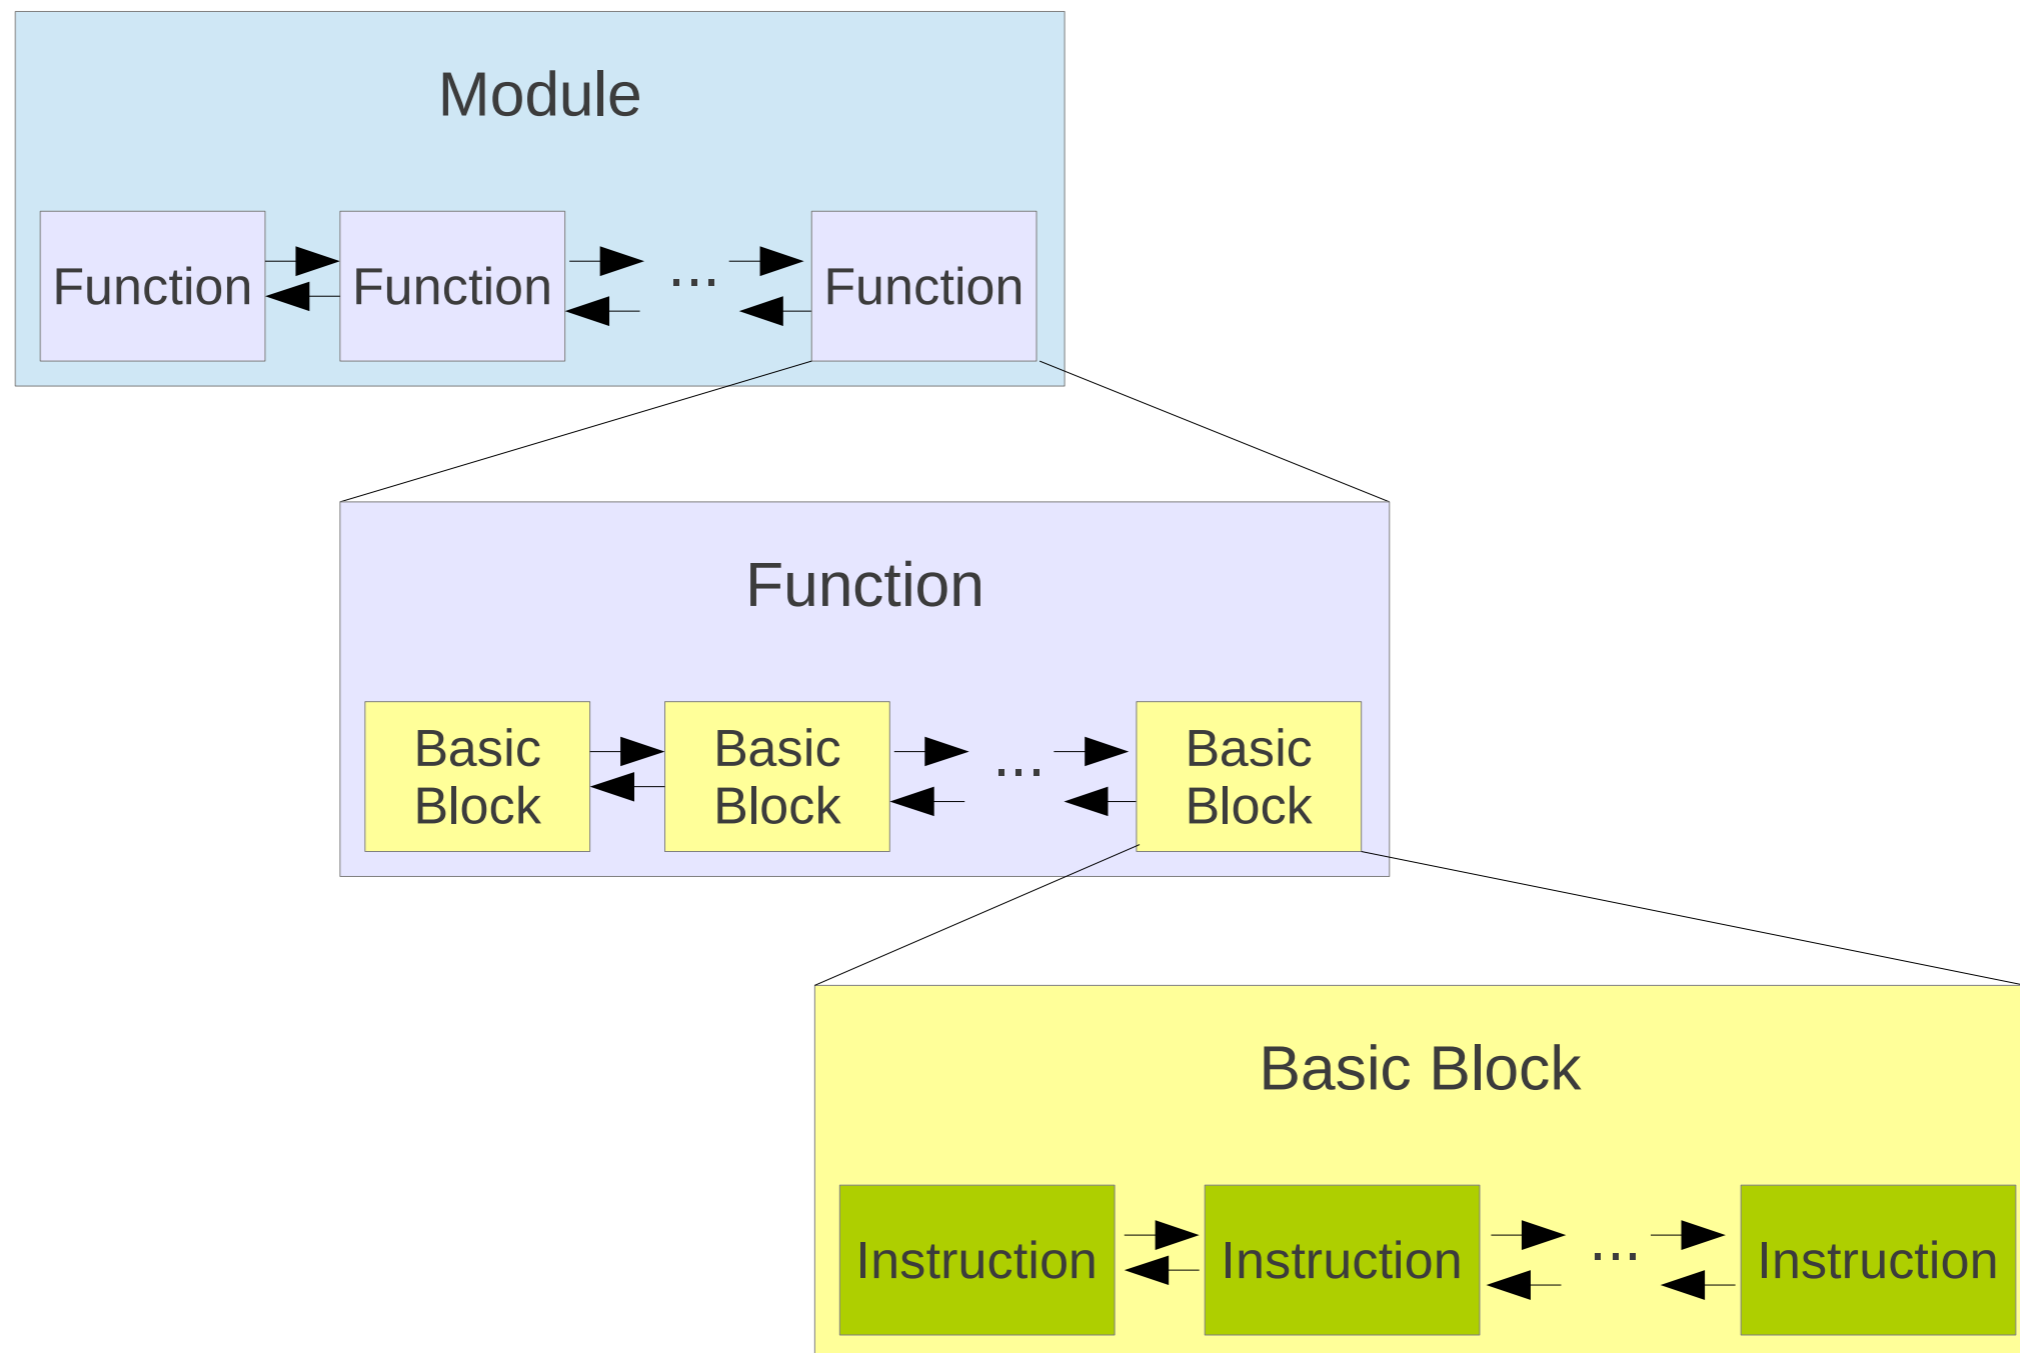 Module
Function Function ... Function
Function
Basic Basic ... Basic
Block Block Block
Basic Block
Instruction Instruction ... Instruction